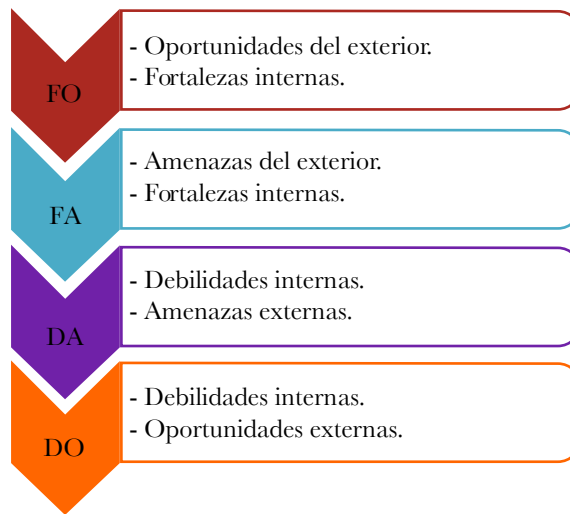 FO
- Oportunidades del exterior.
- Fortalezas internas.
FA
- Amenazas del exterior.
- Fortalezas internas.
DA
- Debilidades internas.
- Amenazas externas.
DO
- Debilidades internas.
- Oportunidades externas.